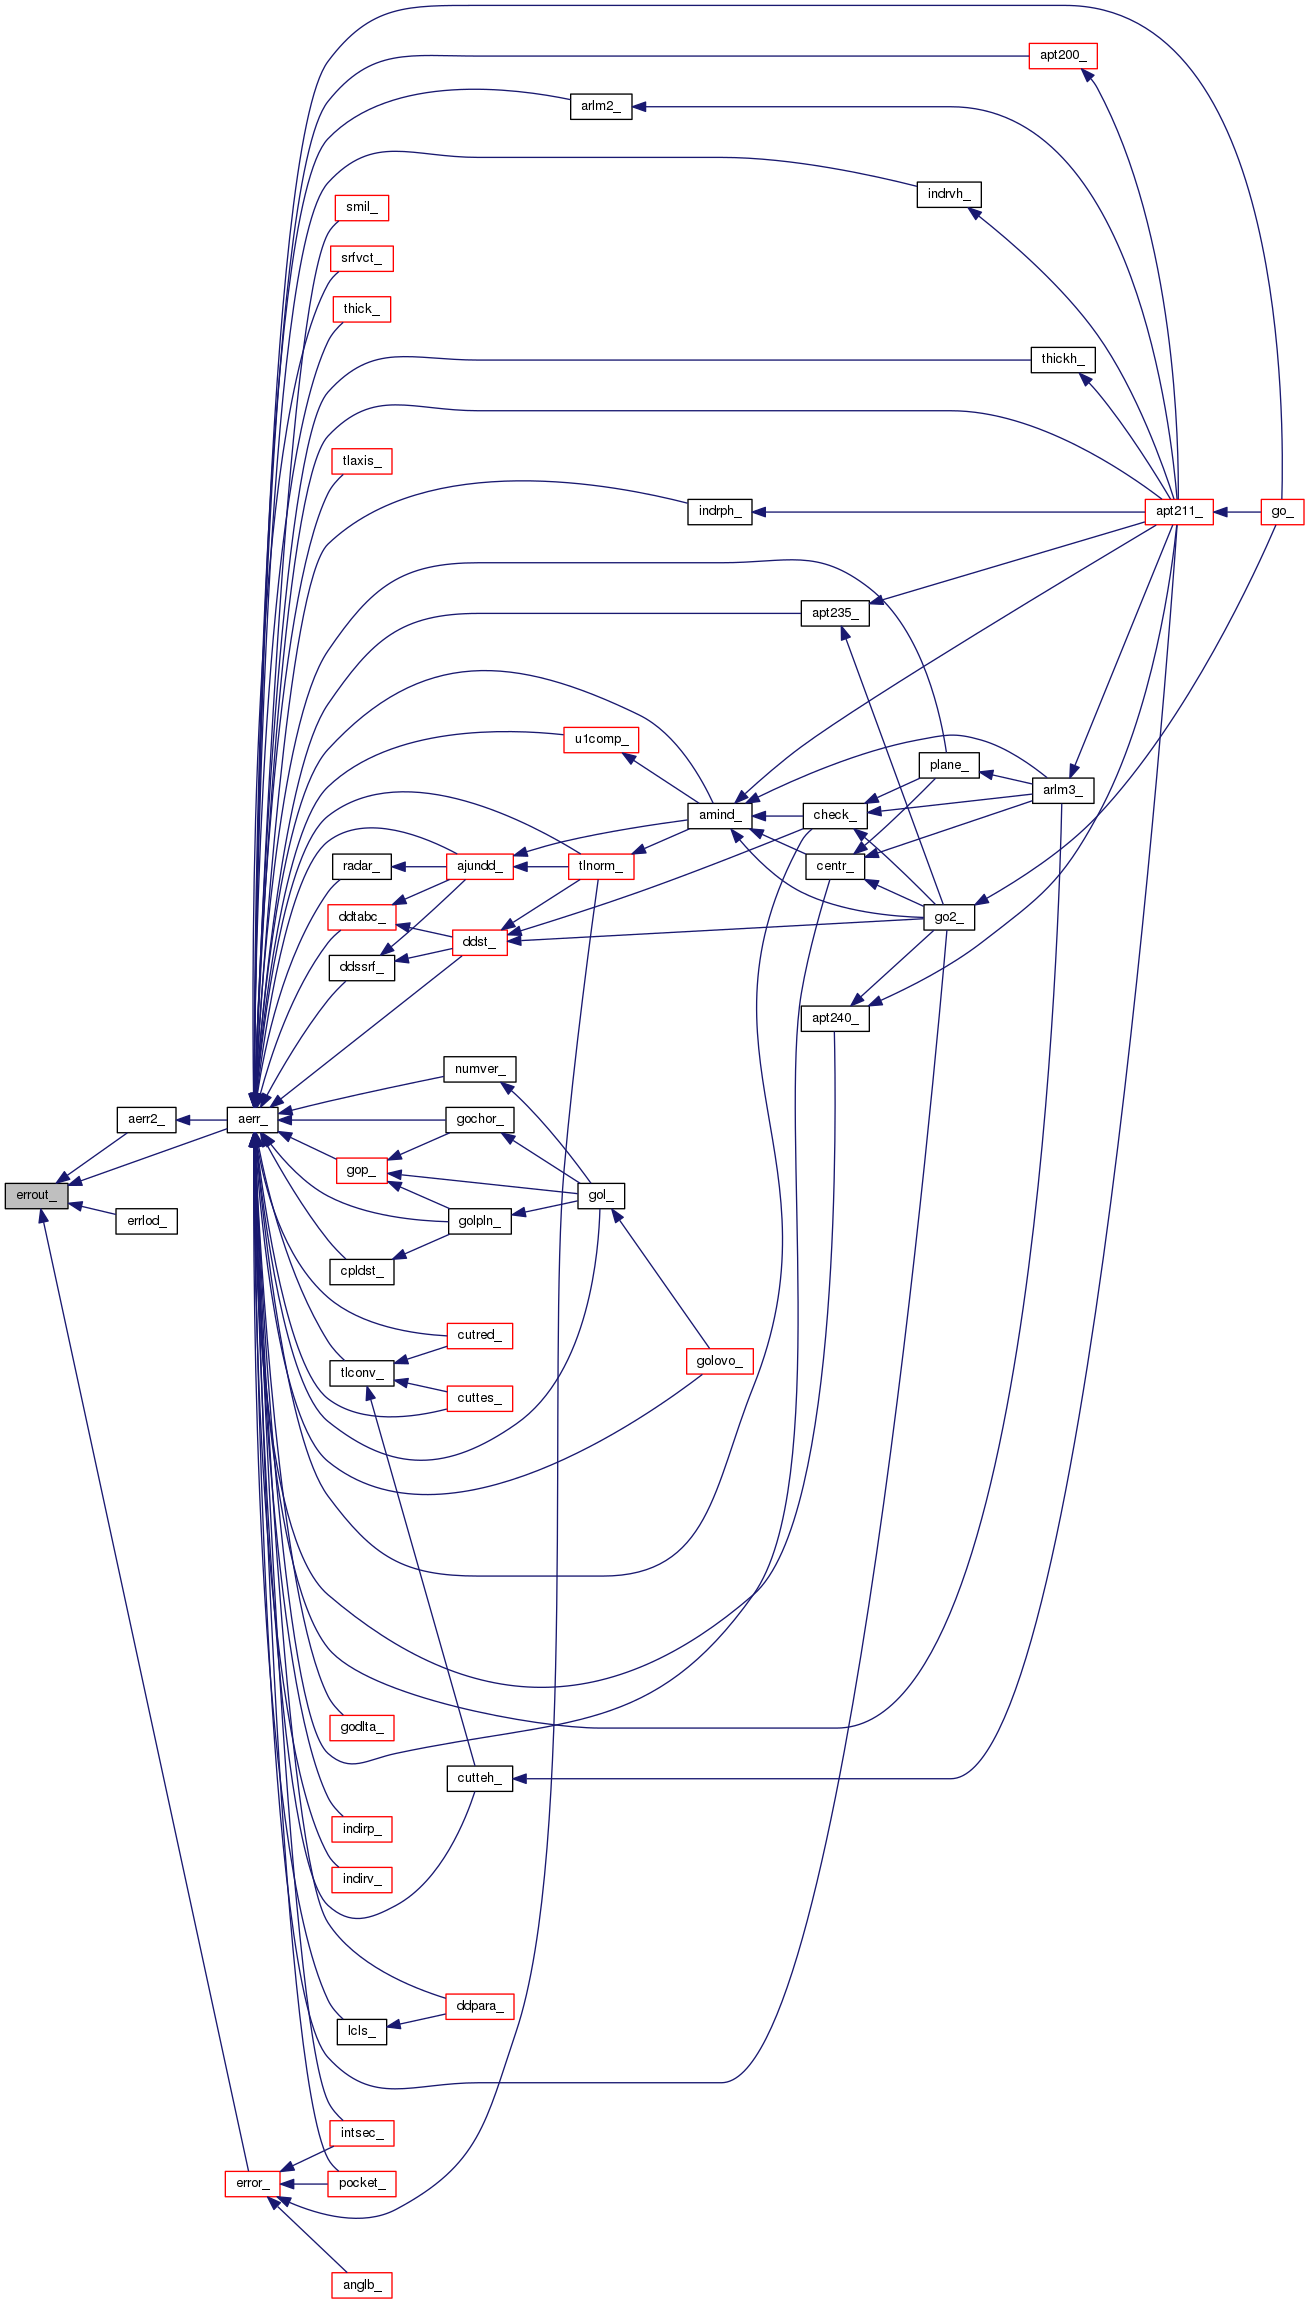 apt200_
arlm2_
indrvh_
smil_
srfvct_
thick_
thickh_
tlaxis_
indrph_
apt211_
go_
apt235_
u1comp_
plane_
arlm3_
amind_
check_
radar_
ajundd_
tlnorm_
centr_
ddtabc_
go2_
ddst_
ddssrf_
apt240_
numver_
aerr2_
aerr_
gochor_
gop_
errout_
gol_
errlod_
golpln_
cpldst_
cutred_
golovo_
tlconv_
cuttes_
godlta_
cutteh_
indirp_
indirv_
ddpara_
lcls_
intsec_
error_
pocket_
anglb_